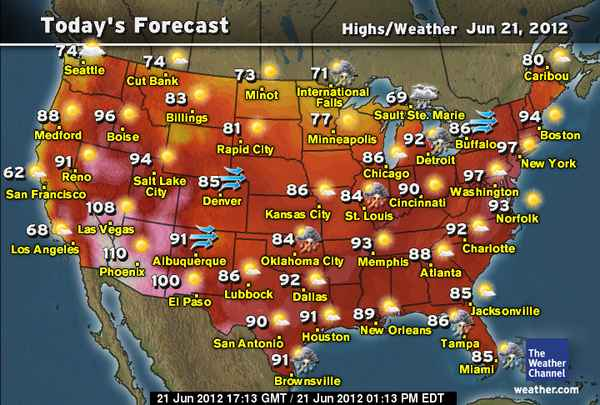 Today's Forecast
Highs/Weather Jun 21, 2012
74
Seattle
74
Cut Bank
73
Minot
71
International
Falls
69
Sault Ste. Marie
80
Caribou
88
Medford
96
Boise
83
Billings
81
Rapid City
77
Minneapolis
92
Detroit
86
Buffalo
94
Boston
97
New York
62
San Francisco
91
Reno
94
Salt Lake
City
85
Denver
86
Kansas City
86
Chicago
84
St. Louis
90
Cincinnati
97
Washington
93
Norfolk
68
Los Angeles
108
Las Vegas
110
Phoenix
91
Albuquerque
84
Oklahoma City
93
Memphis
88
Atlanta
92
Charlotte
100
El Paso
86
Lubbock
92
Dallas
85
Jacksonville
90
San Antonio
91
Houston
89
New Orleans
86
Tampa
91
Brownsville
85
Miami
The
Weather
Channel
weather.com
21 Jun 2012 17:13 GMT / 21 Jun 2012 01:13 PM EDT